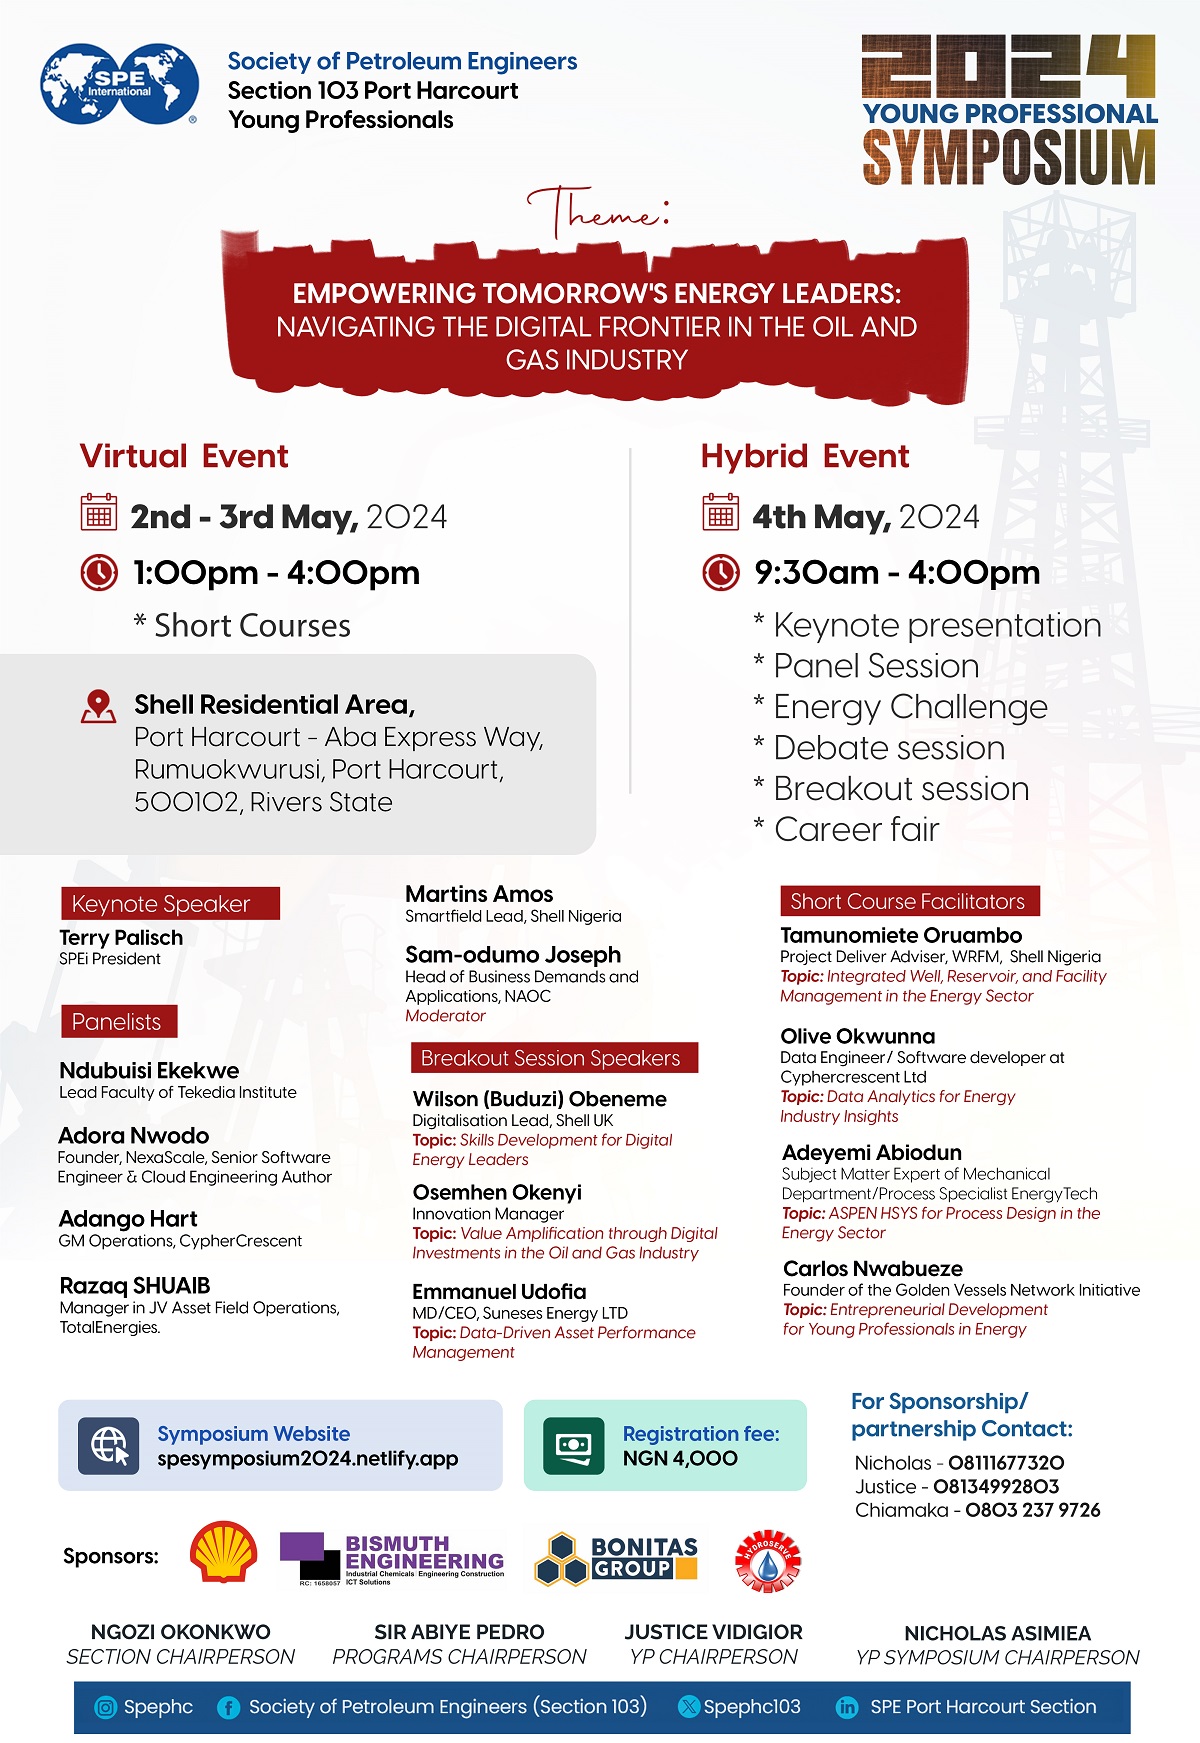 SPE
International
Society of Petroleum Engineers
Section 103 Port Harcourt
Young Professionals
2024
YOUNG PROFESSIONAL
SYMPOSIUM
Theme:
EMPOWERING TOMORROW'S ENERGY LEADERS:
NAVIGATING THE DIGITAL FRONTIER IN THE OIL AND
GAS INDUSTRY
Virtual Event
2nd - 3rd May, 2024
1:00pm - 4:00pm
* Short Courses
Shell Residential Area,
Port Harcourt - Aba Express Way,
Rumuokwurusi, Port Harcourt,
500102, Rivers State
Hybrid Event
4th May, 2024
9:30am - 4:00pm
* Keynote presentation
* Panel Session
* Energy Challenge
* Debate session
* Breakout session
* Career fair
Keynote Speaker
Terry Palisch
SPEi President
Panelists
Ndubuisi Ekekwe
Lead Faculty of Tekedia Institute
Adora Nwodo
Founder, NexaScale, Senior Software
Engineer & Cloud Engineering Author
Adango Hart
GM Operations, CypherCrescent
Razaq SHUAIB
Manager in JV Asset Field Operations,
TotalEnergies.
Martins Amos
Smartfield Lead, Shell Nigeria
Sam-odumo Joseph
Head of Business Demands and
Applications, NAOC
Moderator
Breakout Session Speakers
Wilson (Buduzi) Obeneme
Digitalisation Lead, Shell UK
Topic: Skills Development for Digital
Energy Leaders
Osemhen Okenyi
Innovation Manager
Topic: Value Amplification through Digital
Investments in the Oil and Gas Industry
Emmanuel Udofia
MD/CEO, Suneses Energy LTD
Topic: Data-Driven Asset Performance
Management
Short Course Facilitators
Tamunomiete Oruambo
Project Deliver Adviser, WRFM, Shell Nigeria
Topic: Integrated Well, Reservoir, and Facility
Management in the Energy Sector
Olive Okwunna
Data Engineer/ Software developer at
Cyphercrescent Ltd
Topic: Data Analytics for Energy
Industry Insights
Adeyemi Abiodun
Subject Matter Expert of Mechanical
Department/Process Specialist EnergyTech
Topic: ASPEN HSYS for Process Design in the
Energy Sector
Carlos Nwabueze
Founder of the Golden Vessels Network Initiative
Topic: Entrepreneurial Development
for Young Professionals in Energy
Symposium Website
spesymposium2024.netlify.app
Registration fee:
NGN 4,000
For Sponsorship/
partnership Contact:
Nicholas - 08111677320
Justice - 08134992803
Chiamaka - 0803 237 9726
Sponsors:
BISMUTH
ENGINEERING
Industrial Chemicals | Engineering Construction
RC: 1658057 ICT Solutions
BONITAS
GROUP
HYDROSERVE
NGOZI OKONKWO
SECTION CHAIRPERSON
SIR ABIYE PEDRO
PROGRAMS CHAIRPERSON
JUSTICE VIDIGIOR
YP CHAIRPERSON
NICHOLAS ASIMIEA
YP SYMPOSIUM CHAIRPERSON
Spephc
Society of Petroleum Engineers (Section 103)
Spephc103
SPE Port Harcourt Section